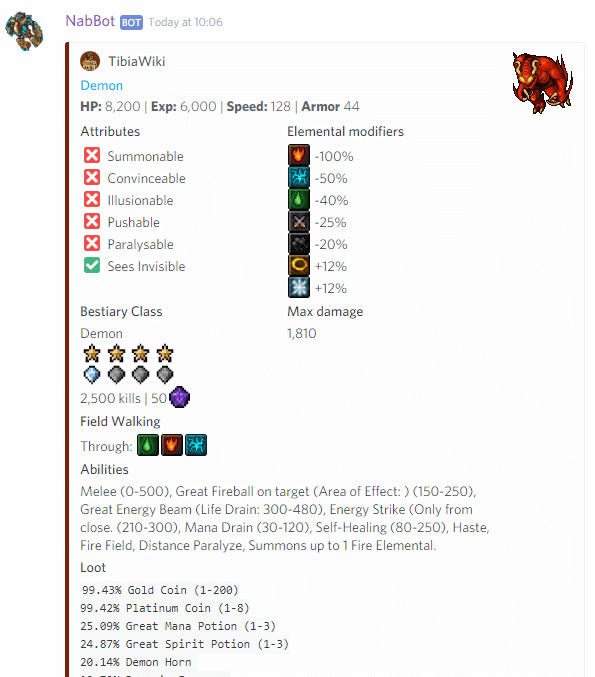 NabBot BOT Today at 10:06
TibiaWiki
Demon
HP: 8,200 | Exp: 6,000 | Speed: 128 | Armor 44
Attributes
Summonable
Convinceable
Illusionable
Pushable
Paralysable
Sees Invisible
Elemental modifiers
-100%
-50%
-40%
-25%
-20%
+12%
+12%
Bestiary Class
Demon
2,500 kills | 50
Max damage
1,810
Field Walking
Through:
Abilities
Melee (0-500), Great Fireball on target (Area of Effect: ) (150-250),
Great Energy Beam (Life Drain: 300-480), Energy Strike (Only from
close. (210-300), Mana Drain (30-120), Self-Healing (80-250), Haste,
Fire Field, Distance Paralyze, Summons up to 1 Fire Elemental.
Loot
99.43% Gold Coin (1-200)
99.42% Platinum Coin (1-8)
25.09% Great Mana Potion (1-3)
24.87% Great Spirit Potion (1-3)
20.14% Demon Horn